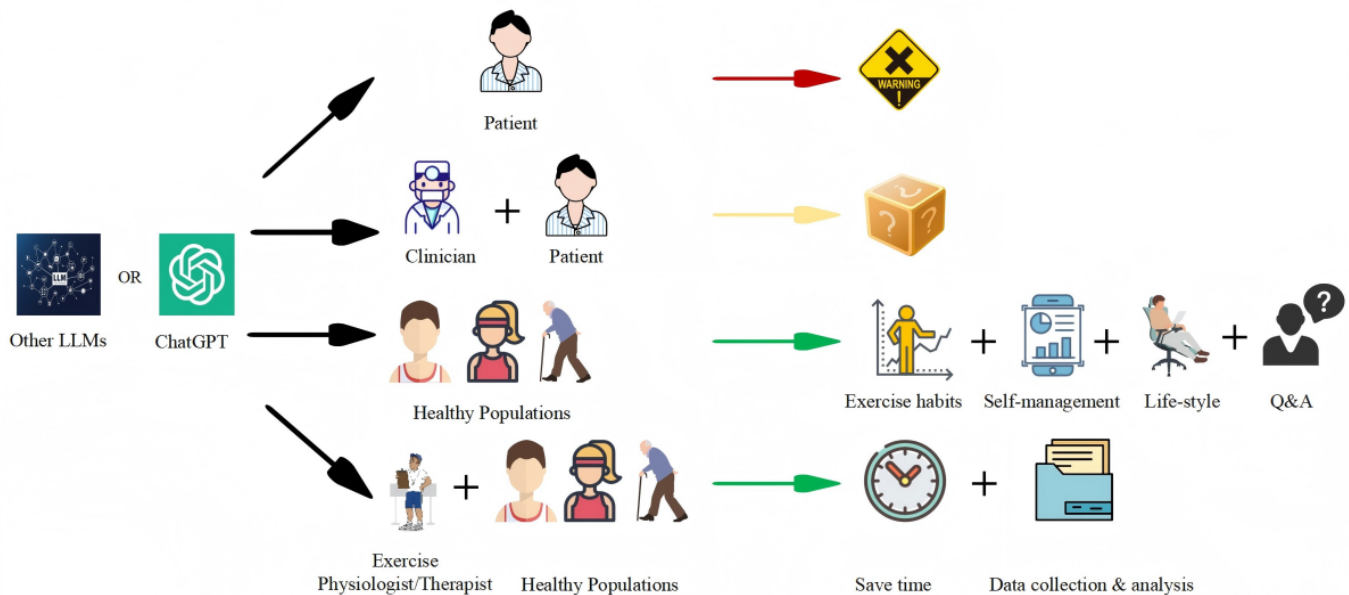 WARNING
!
Patient
Clinician
+
Patient
? ? ?
LLM
OR
Other LLMs
ChatGPT
+
+
+
?
Healthy Populations
Exercise habits
Self-management
Life-style
Q&A
+
+
Exercise
Physiologist/Therapist
Healthy Populations
Save time
Data collection & analysis